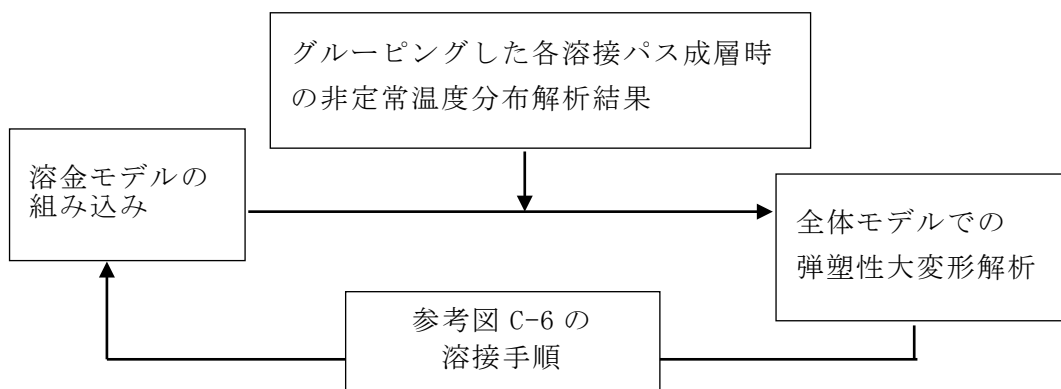 グルーピングした各溶接パス成層時
の非定常温度分布解析結果
溶金モデルの
組み込み
全体モデルでの
弾塑性大変形解析
参考図 C-6 の
溶接手順